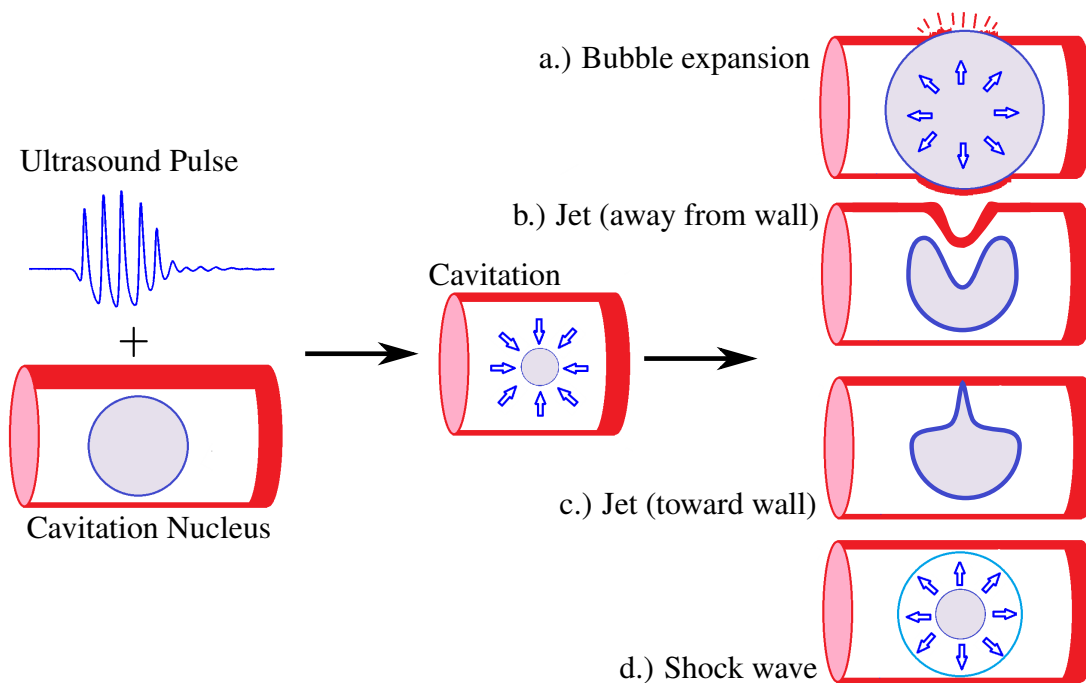 a.) Bubble expansion
Ultrasound Pulse
b.) Jet (away from wall)
Cavitation
+
c.) Jet (toward wall)
Cavitation Nucleus
d.) Shock wave